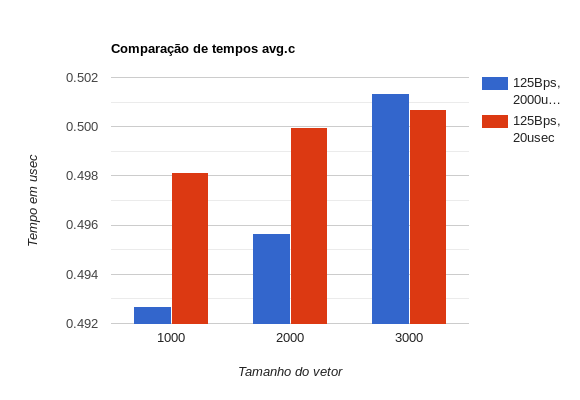 Comparação de tempos avg.c
0.502
0.500
0.498
0.496
0.494
0.492
Tempo em usec
1000 2000 3000
Tamanho do vetor
125Bps,
2000u...
125Bps,
20usec